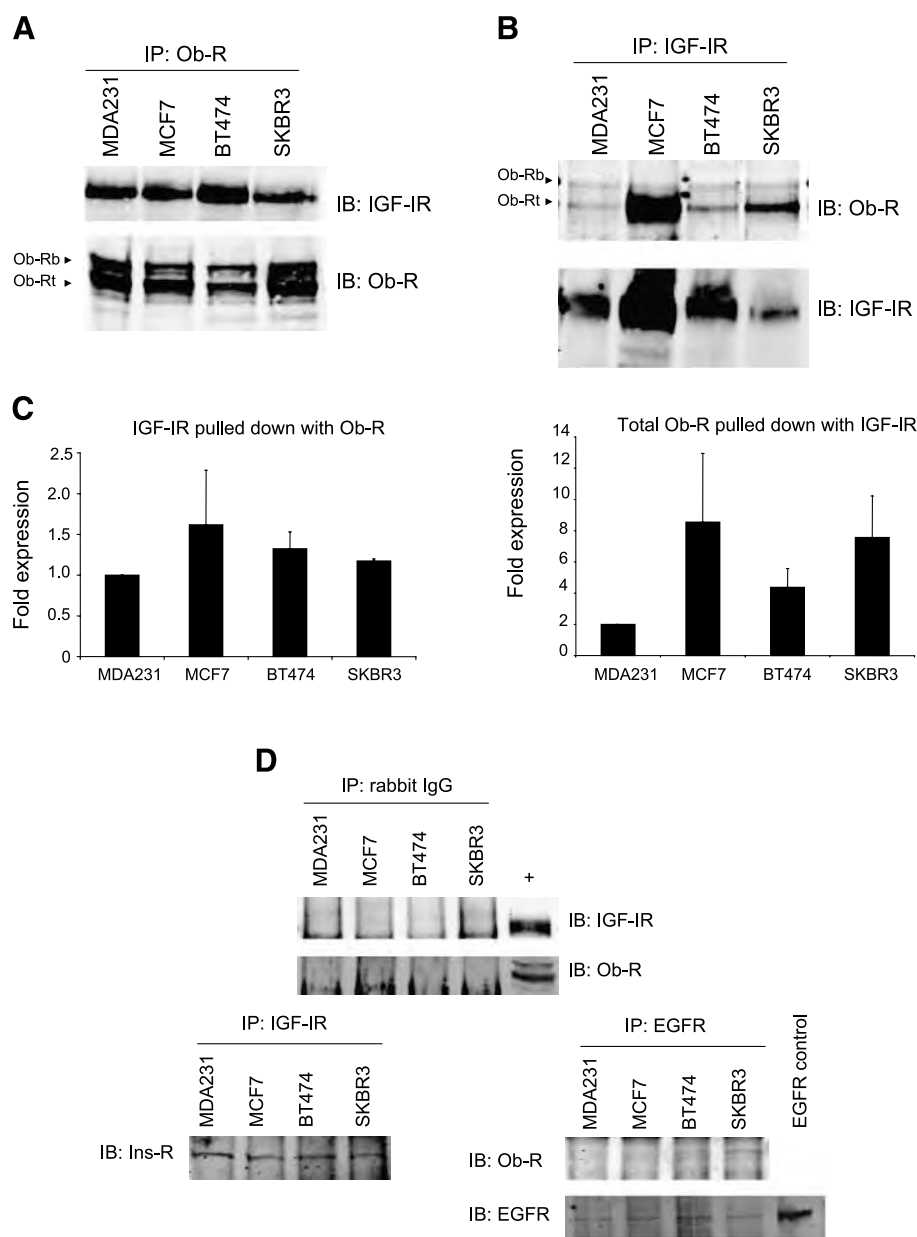 A
IP: Ob-R
MDA231 MCF7 BT474 SKBR3
IB: IGF-IR
Ob-Rb ►
Ob-Rt ►
IB: Ob-R
B
IP: IGF-IR
MDA231 MCF7 BT474 SKBR3
Ob-Rb ►
Ob-Rt ►
IB: Ob-R
IB: IGF-IR
C
IGF-IR pulled down with Ob-R
Fold expression
2.5
2.0
1.5
1.0
0.5
0
MDA231 MCF7 BT474 SKBR3
Total Ob-R pulled down with IGF-IR
Fold expression
14
12
10
8
6
4
2
0
MDA231 MCF7 BT474 SKBR3
D
IP: rabbit IgG
MDA231 MCF7 BT474 SKBR3 +
IB: IGF-IR
IB: Ob-R
IP: IGF-IR
MDA231 MCF7 BT474 SKBR3
IB: Ins-R
IP: EGFR
MDA231 MCF7 BT474 SKBR3 EGFR control
IB: Ob-R
IB: EGFR